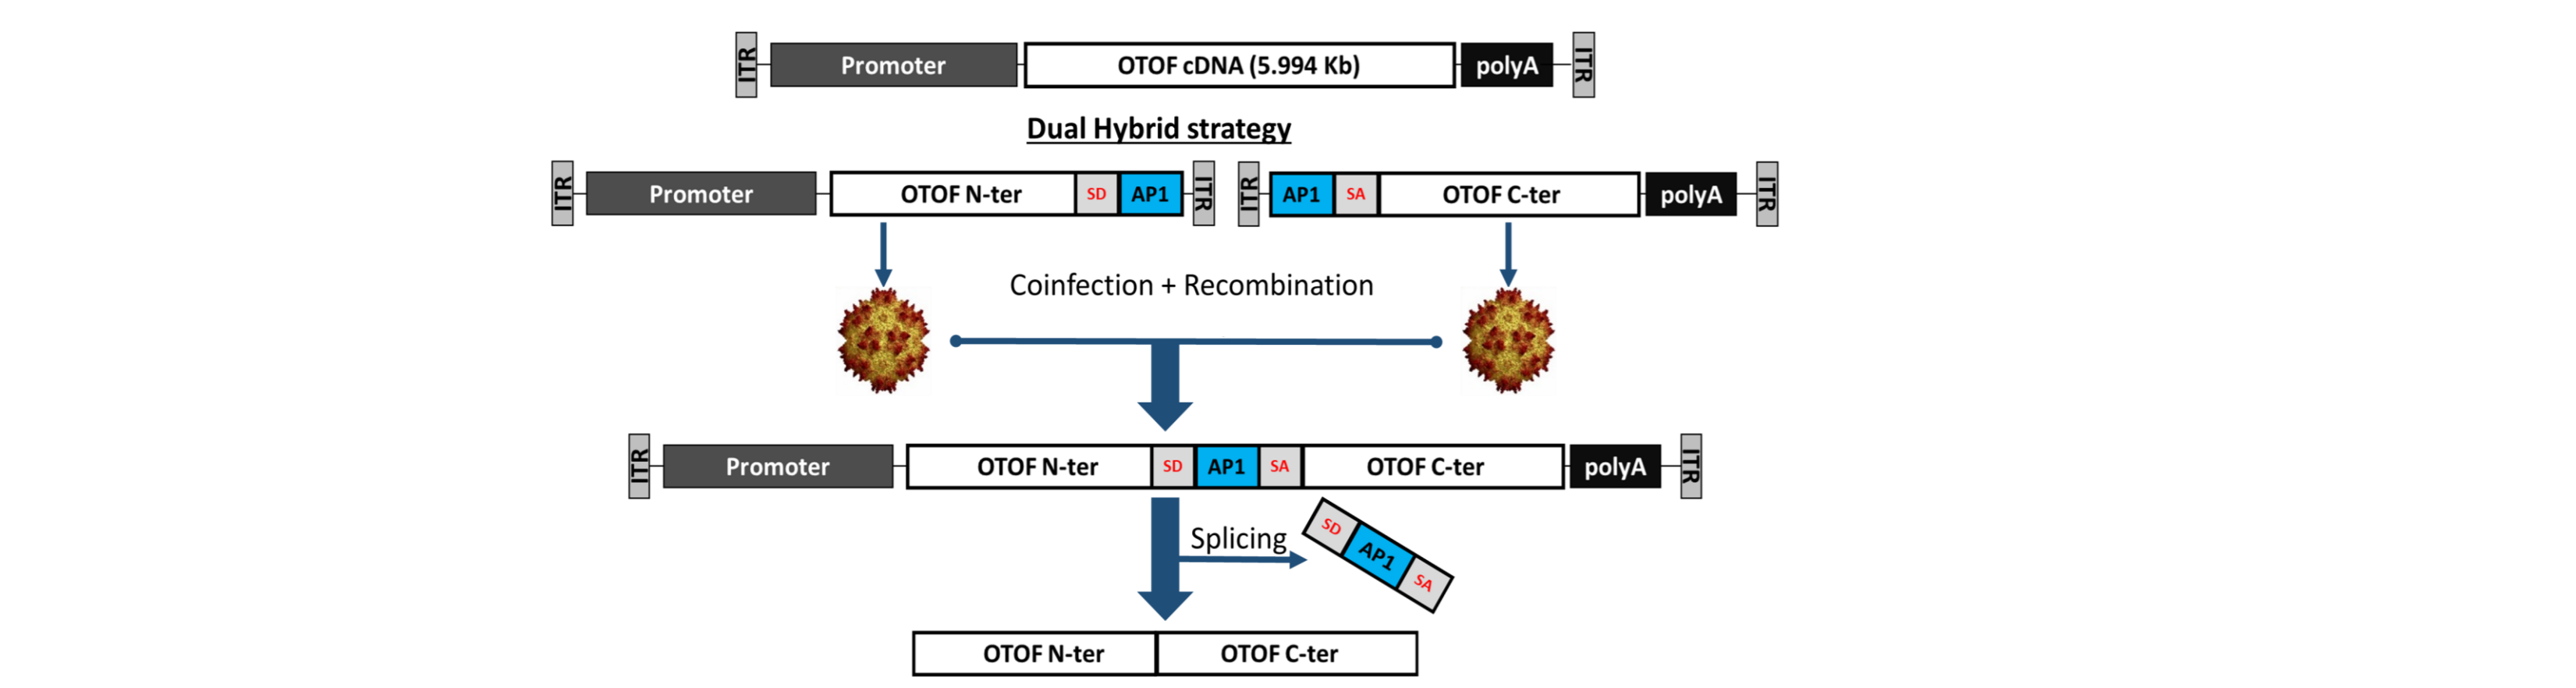 ITR Promoter OTOF cDNA (5.994 Kb) polyA ITR
Dual Hybrid strategy
ITR Promoter OTOF N-ter SD AP1 ITR ITR AP1 SA OTOF C-ter polyA ITR
Coinfection + Recombination
ITR Promoter OTOF N-ter SD AP1 SA OTOF C-ter polyA ITR
Splicing
SD AP1 SA
OTOF N-ter OTOF C-ter